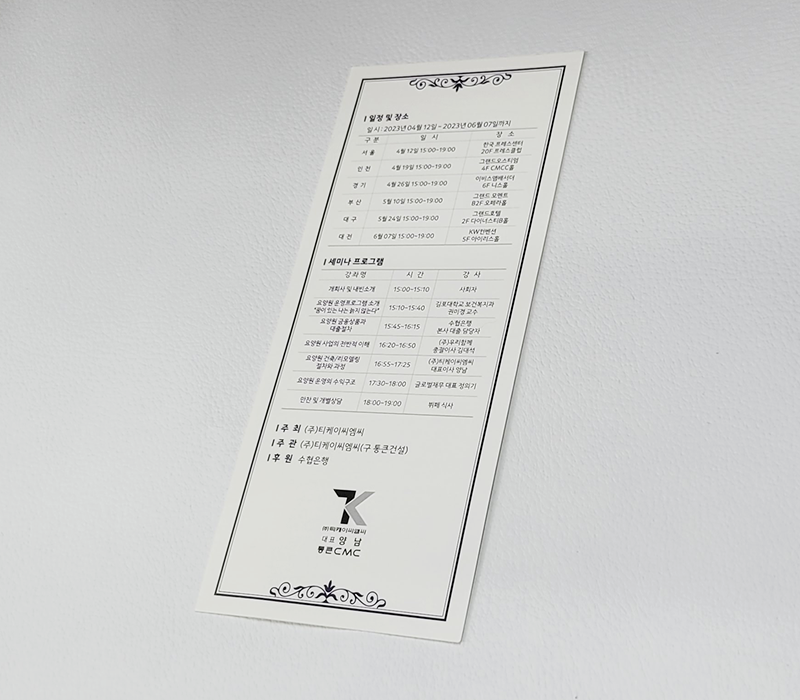 | 일정 및 장소
일 시 : 2023년 04월 12일 ~ 2023년 06월 07일까지
구 분 일 시 장 소
서 울 4월 12일 15:00~19:00 한국 프레스센터 20F 프레스클럽
인 천 4월 19일 15:00~19:00 그랜드오스티엄 4F CMCC홀
경 기 4월 26일 15:00~19:00 이비스앰배서더 6F 니스홀
부 산 5월 10일 15:00~19:00 그랜드 모먼트 B2F 오페라홀
대 구 5월 24일 15:00~19:00 그랜드호텔 2F 다이너스티B홀
대 전 6월 07일 15:00~19:00 KW컨벤션 5F 아이리스홀
| 세미나 프로그램
강 좌 명 시 간 강 사
개회사 및 내빈소개 15:00~15:10 사회자
요양원 운영프로그램 소개 "꿈이 있는 나는 늙지 않는다" 15:10~15:40 김포대학교 보건복지과 권이경 교수
요양원 금융상품과 대출절차 15:45~16:15 수협은행 본사 대출 담당자
요양원 사업의 전반적 이해 16:20~16:50 (주)우리함께 총괄이사 김대석
요양원 건축/리모델링 절차와 과정 16:55~17:25 (주)티케이씨엠씨 대표이사 양남
요양원 운영의 수익구조 17:30~18:00 글로벌재무 대표 정의기
만찬 및 개별상담 18:00~19:00 뷔페 식사
| 주 최 (주)티케이씨엠씨
| 주 관 (주)티케이씨엠씨(구 통큰건설)
| 후 원 수협은행
TK
㈜티케이씨엠씨
대표 양 남
통큰CMC